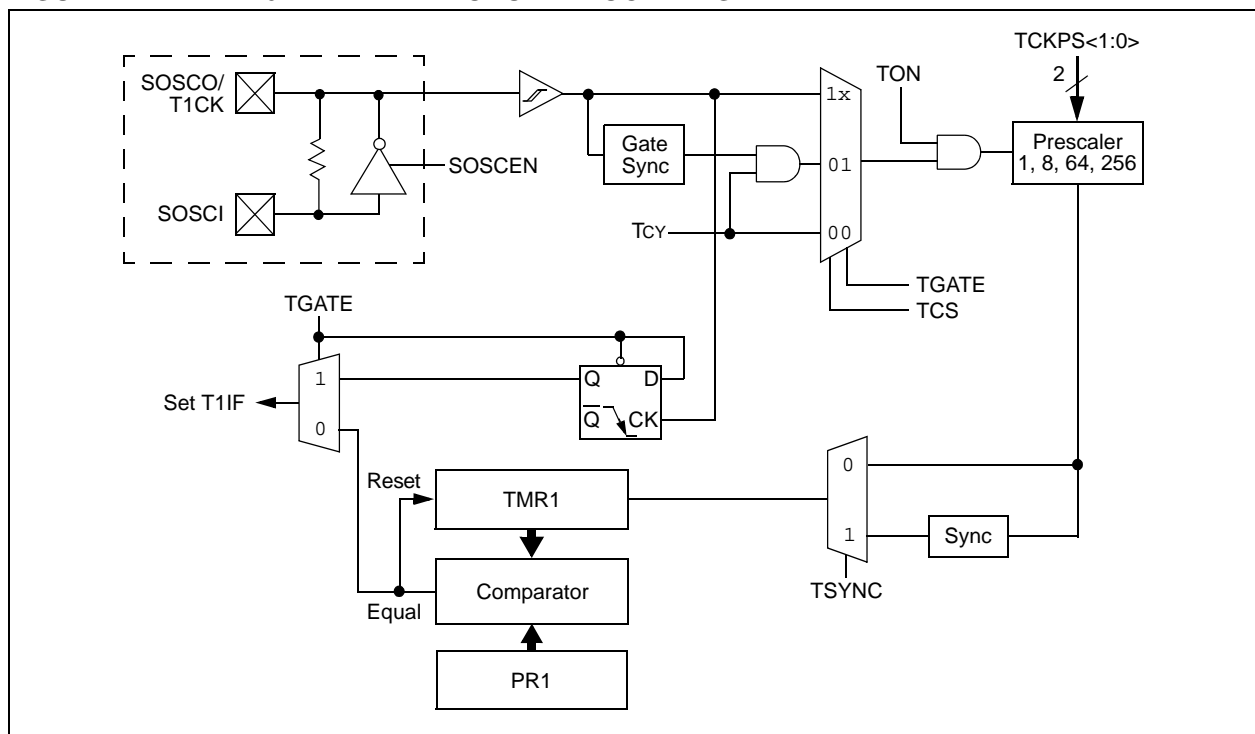 TCKPS<1:0>
2
TON
SOSCO/
T1CK
1x
Prescaler
1, 8, 64, 256
Gate
Sync
SOSCEN
01
SOSCI
TCY
00
TGATE
TCS
TGATE
1
Q
D
Set T1IF
Q
CK
0
Reset
TMR1
0
1
Sync
TSYNC
Equal
Comparator
PR1